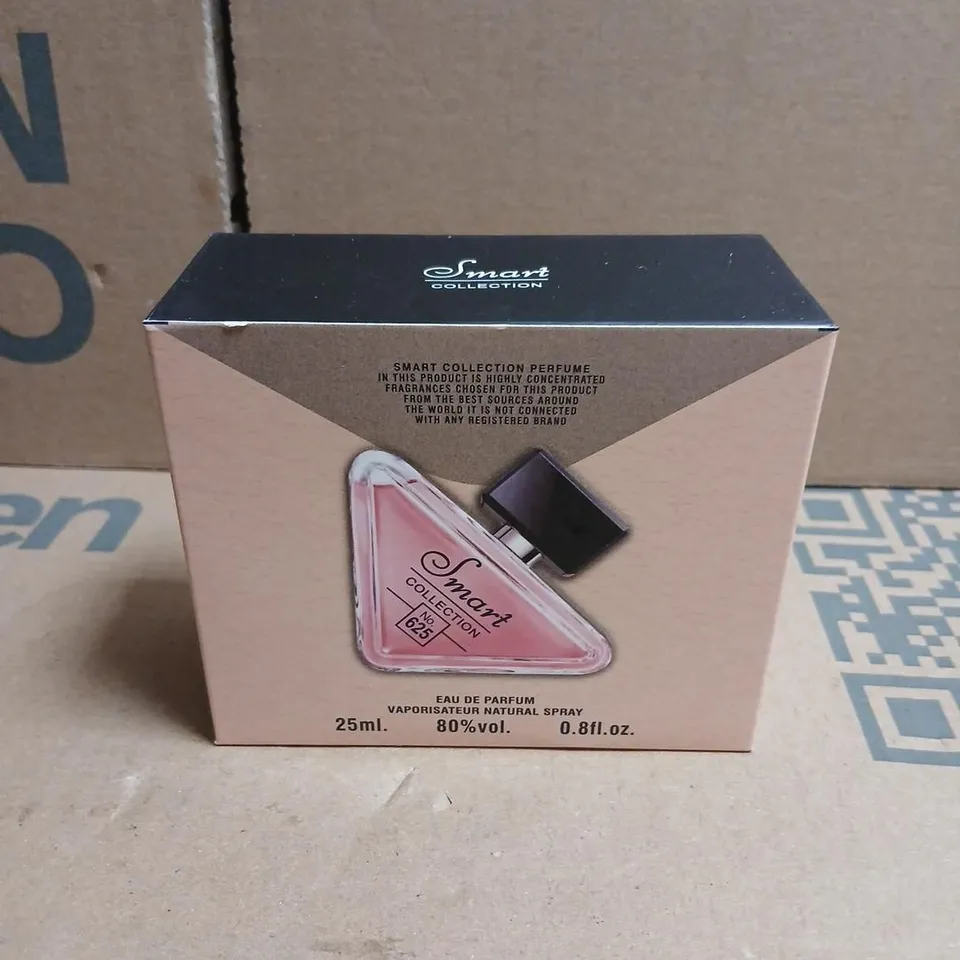 Smart
COLLECTION
SMART COLLECTION PERFUME
IN THIS PRODUCT IS HIGHLY CONCENTRATED
FRAGRANCES CHOSEN FOR THIS PRODUCT
FROM THE BEST SOURCES AROUND
THE WORLD IT IS NOT CONNECTED
WITH ANY REGISTERED BRAND
Smart
COLLECTION
No.
625
EAU DE PARFUM
VAPORISATEUR NATURAL SPRAY
25ml. 80%vol. 0.8fl.oz.